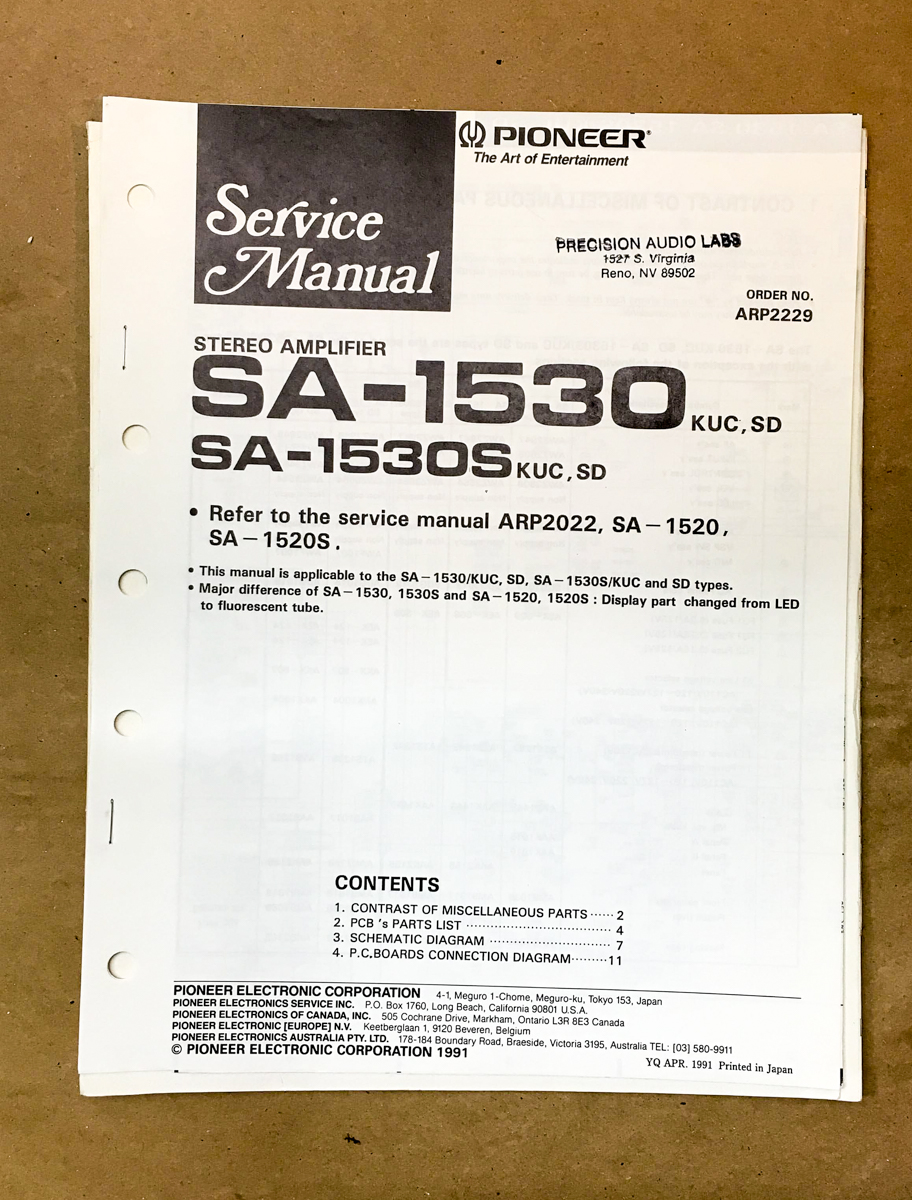 Service
Manual
PIONEER®
The Art of Entertainment
PRECISION AUDIO LABS
1527 S. Virginia
Reno, NV 89502
ORDER NO.
ARP2229
STEREO AMPLIFIER
SA-1530 KUC, SD
SA-1530S KUC, SD
• Refer to the service manual ARP2022, SA-1520,
SA-1520S.
• This manual is applicable to the SA-1530/KUC, SD, SA-1530S/KUC and SD types.
• Major difference of SA-1530, 1530S and SA-1520, 1520S : Display part changed from LED
to fluorescent tube.
CONTENTS
1. CONTRAST OF MISCELLANEOUS PARTS ······ 2
2. PCB 's PARTS LIST ································ 4
3. SCHEMATIC DIAGRAM ··························· 7
4. P.C.BOARDS CONNECTION DIAGRAM ········· 11
PIONEER ELECTRONIC CORPORATION 4-1, Meguro 1-Chome, Meguro-ku, Tokyo 153, Japan
PIONEER ELECTRONICS SERVICE INC. P.O. Box 1760, Long Beach, California 90801 U.S.A.
PIONEER ELECTRONICS OF CANADA, INC. 505 Cochrane Drive, Markham, Ontario L3R 8E3 Canada
PIONEER ELECTRONIC [EUROPE] N.V. Keetberglaan 1, 9120 Beveren, Belgium
PIONEER ELECTRONICS AUSTRALIA PTY. LTD. 178-184 Boundary Road, Braeside, Victoria 3195, Australia TEL: [03] 580-9911
© PIONEER ELECTRONIC CORPORATION 1991
YQ APR. 1991 Printed in Japan